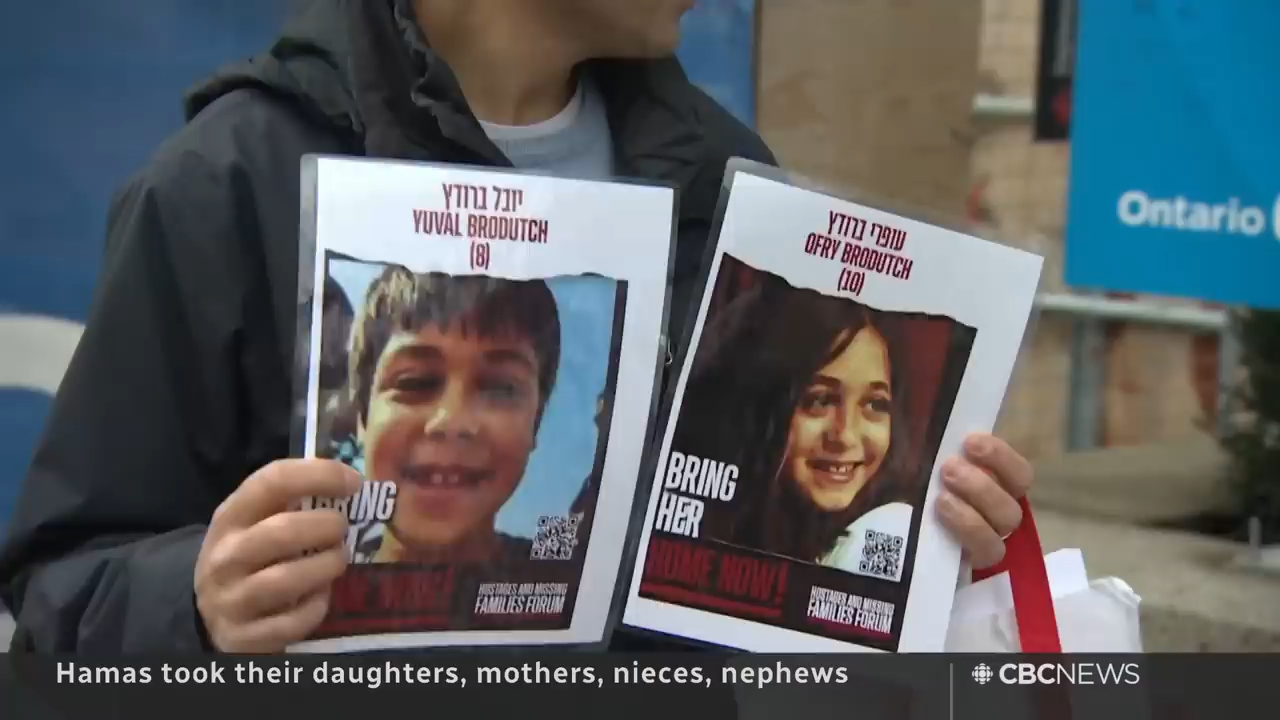 יובל ברודץ
YUVAL BRODUTCH
(8)
BRING
HOSTAGES AND MISSING
FAMILIES FORUM
עופרי ברודץ
OFRY BRODUTCH
(10)
BRING
HER
HOME NOW!
HOSTAGES AND MISSING
FAMILIES FORUM
Ontario
Hamas took their daughters, mothers, nieces, nephews
CBCNEWS